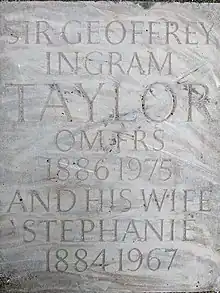 SIR GEOFFREY
INGRAM
TAYLOR
OM·FRS
1886·1975
AND HIS WIFE
STEPHANIE
1884·1967